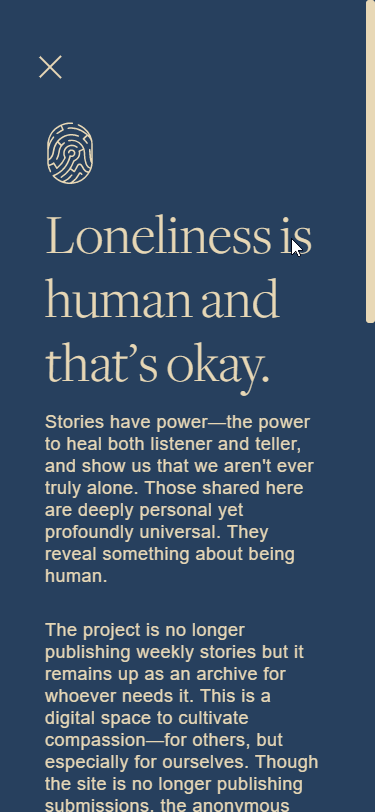 Loneliness is
human and
that’s okay.
Stories have power—the power
to heal both listener and teller,
and show us that we aren't ever
truly alone. Those shared here
are deeply personal yet
profoundly universal. They
reveal something about being
human.
The project is no longer
publishing weekly stories but it
remains up as an archive for
whoever needs it. This is a
digital space to cultivate
compassion—for others, but
especially for ourselves. Though
the site is no longer publishing
submissions, the anonymous